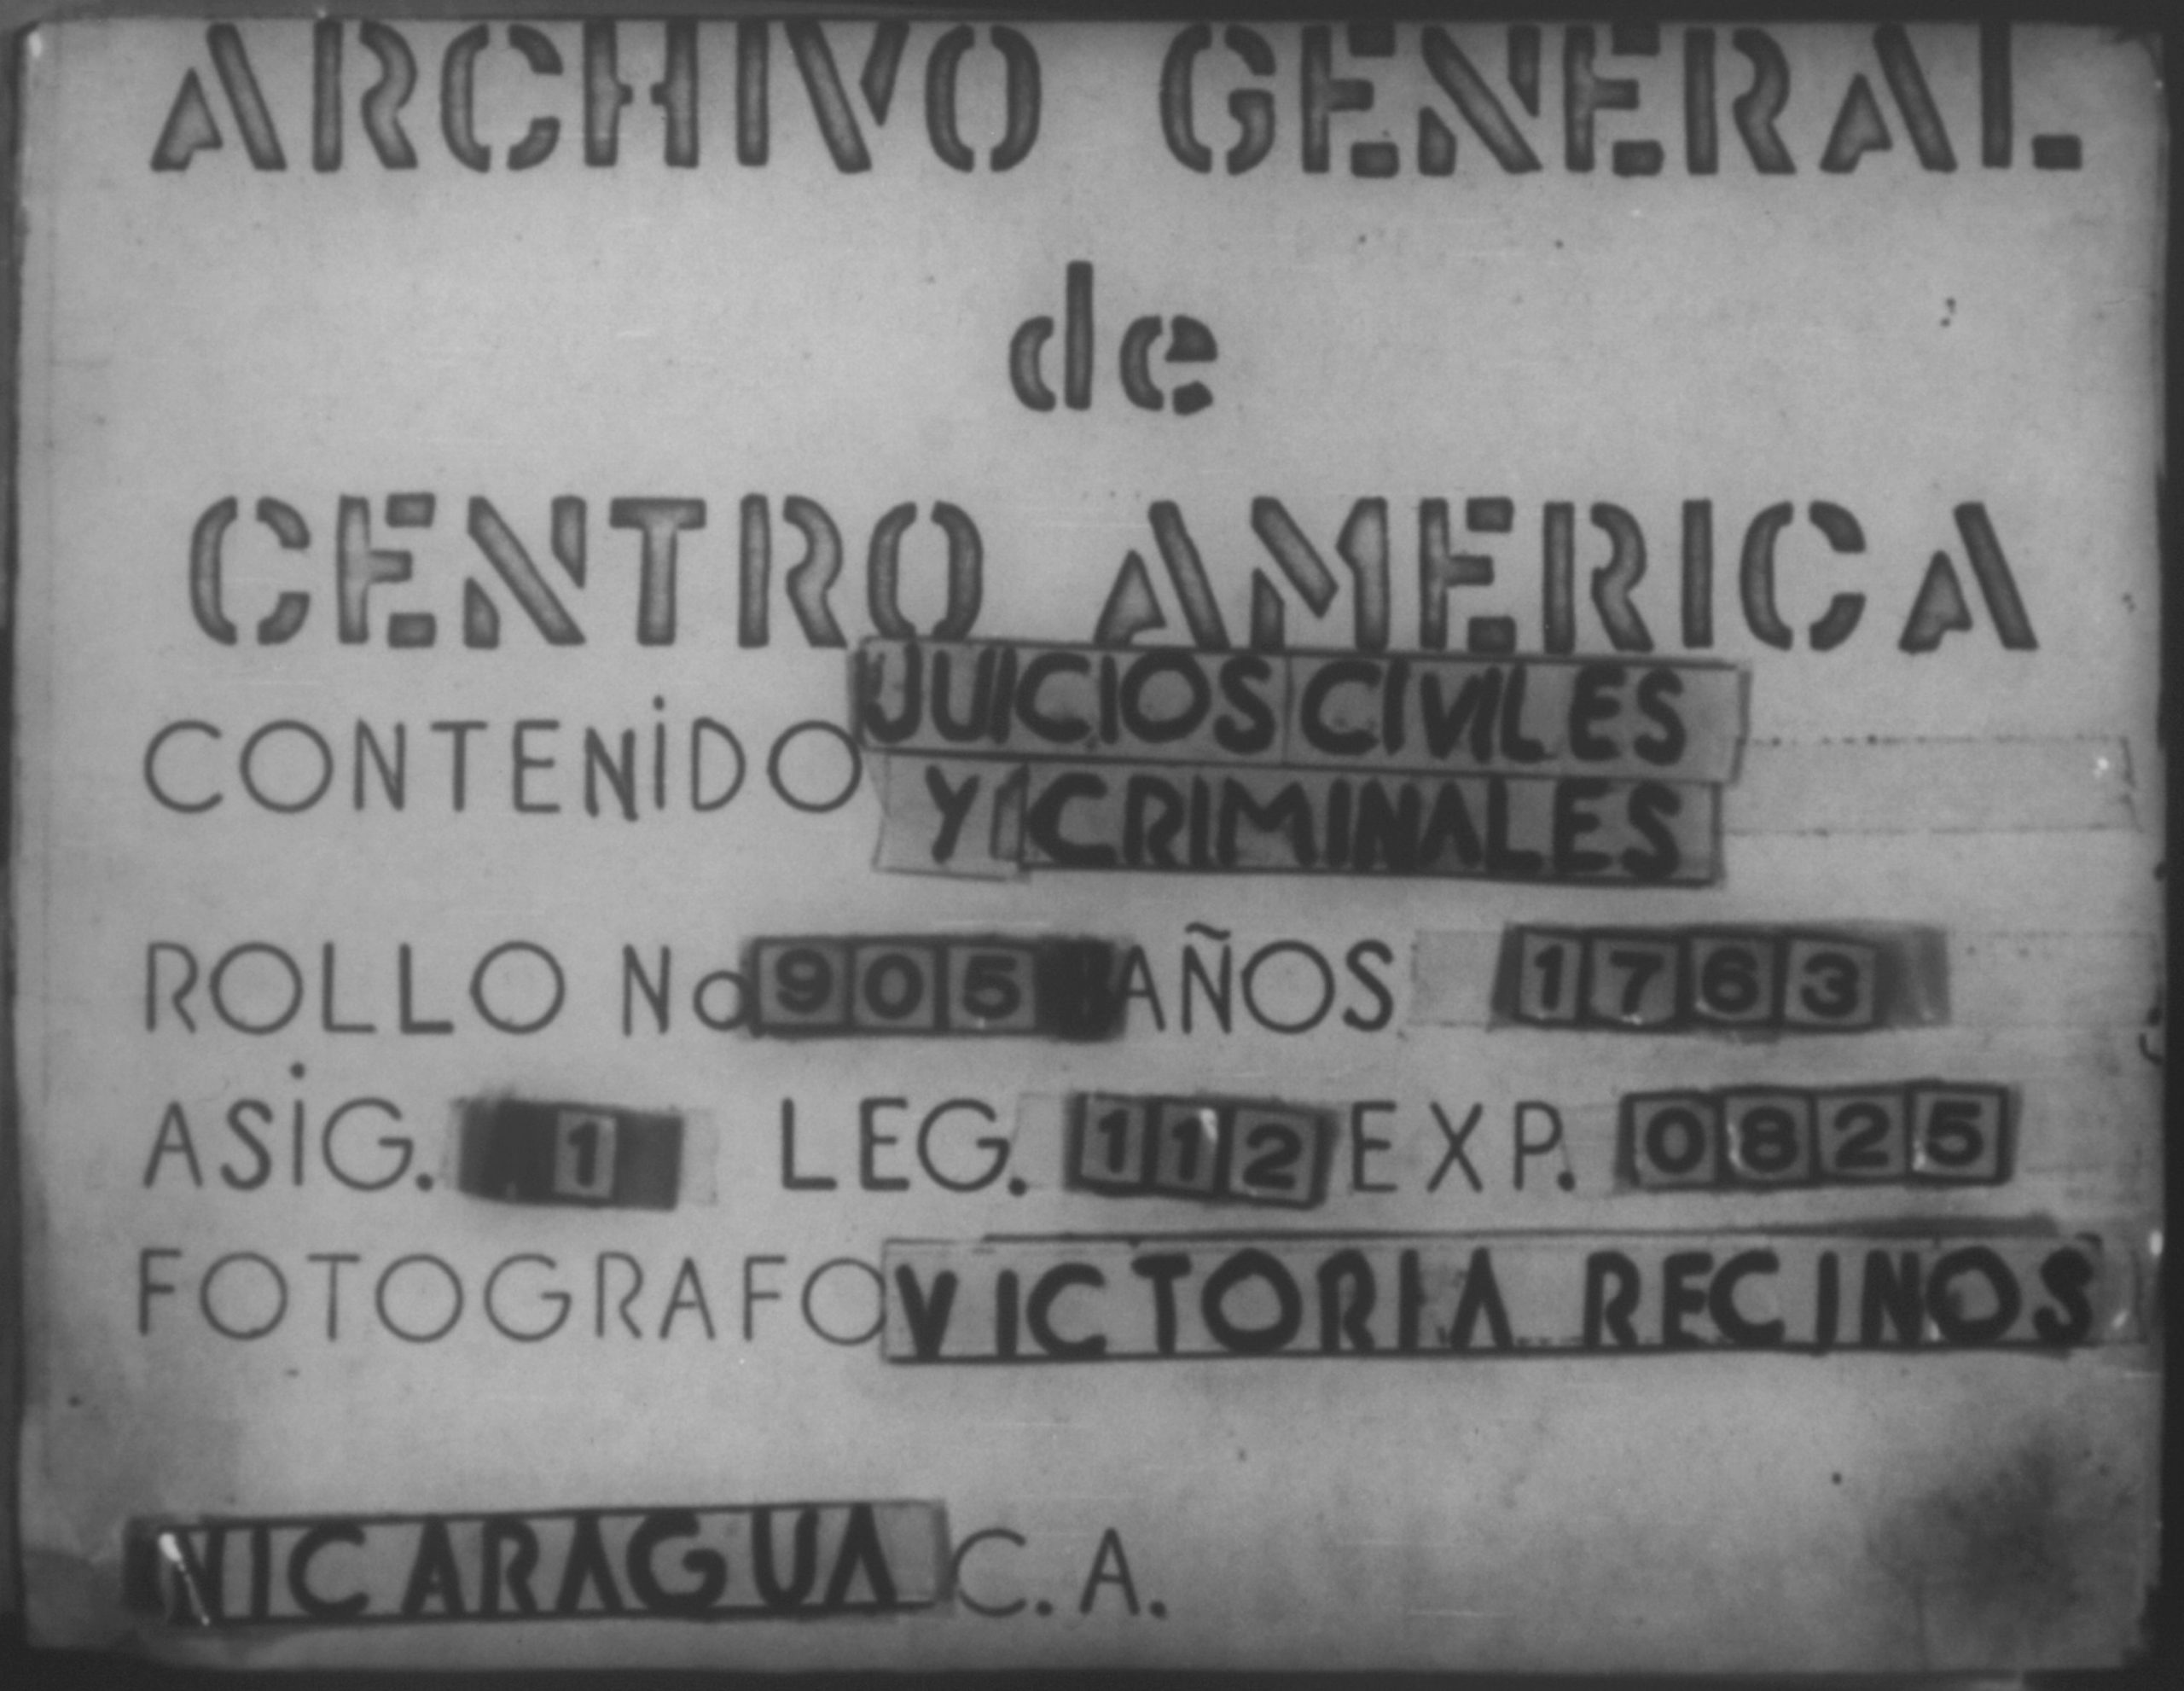 ARCHIVO GENERAL
de
CENTRO AMERICA
CONTENIDO JUICIOS CIVILES
Y CRIMINALES
ROLLO No 905 AÑOS 1763
ASIG. 1 LEG. 112 EXP. 0825
FOTOGRAFO VICTORIA RECINOS
NICARAGUA C.A.